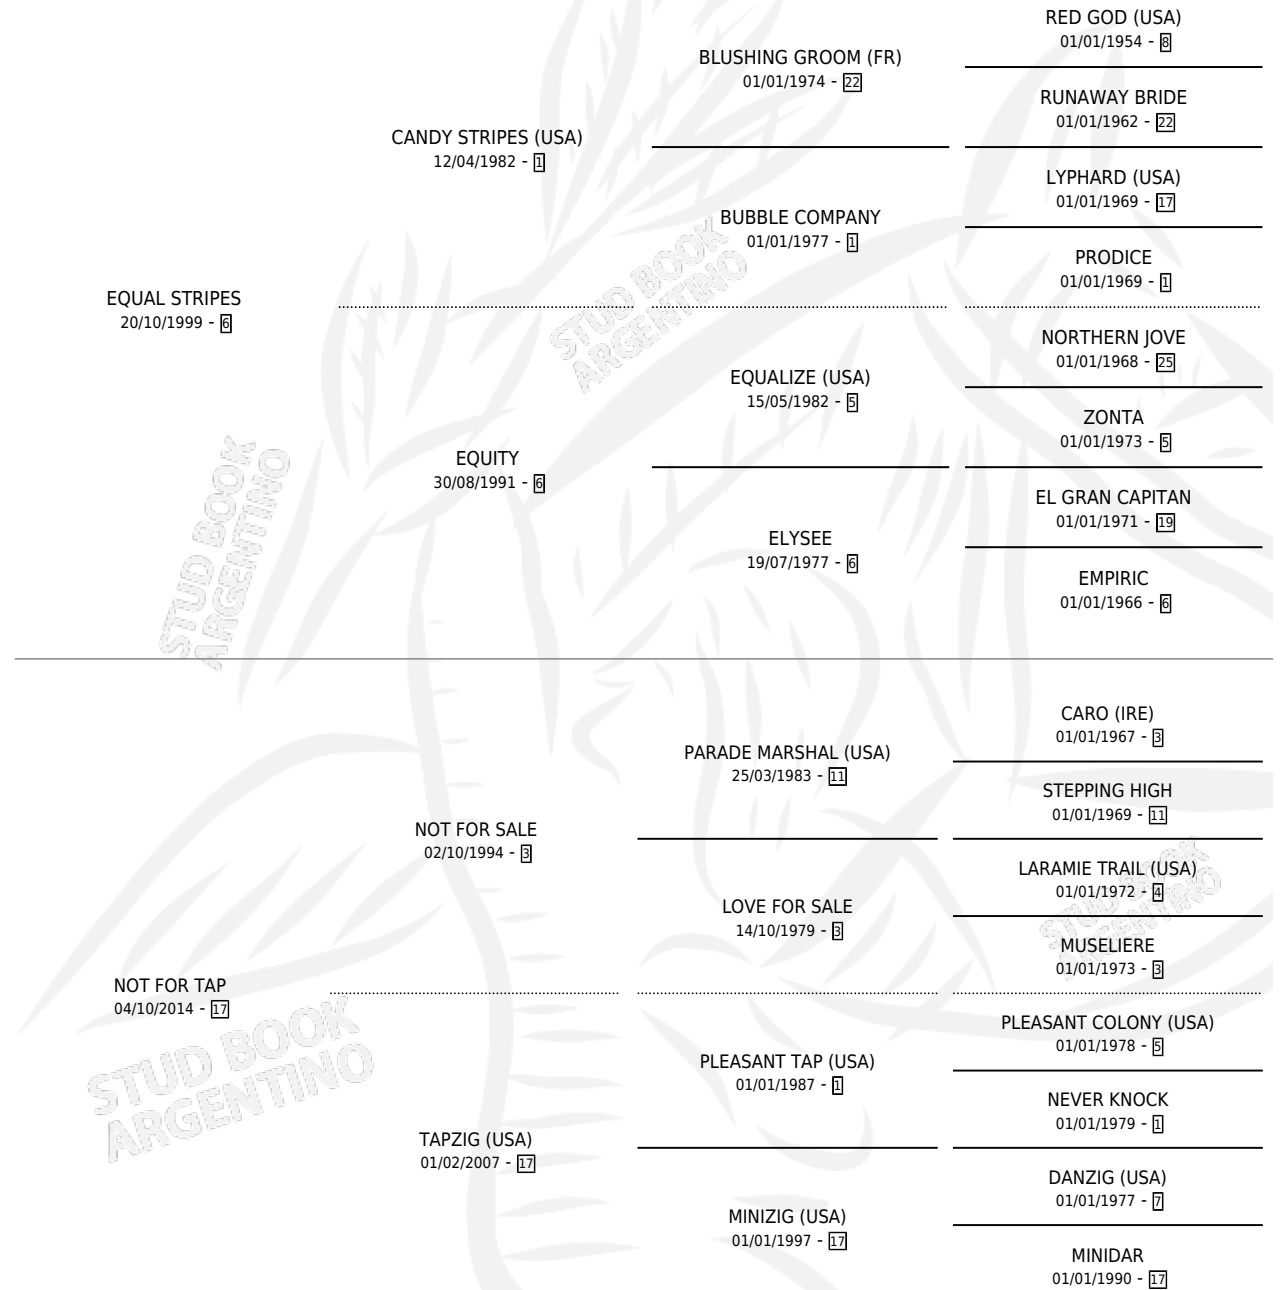 RED GOD (USA)
01/01/1954 - 8
BLUSHING GROOM (FR)
01/01/1974 - 22
RUNAWAY BRIDE
01/01/1962 - 22
CANDY STRIPES (USA)
12/04/1982 - 1
LYPHARD (USA)
01/01/1969 - 17
BUBBLE COMPANY
01/01/1977 - 1
PRODICE
01/01/1969 - 1
EQUAL STRIPES
20/10/1999 - 6
STUD BOOK
ARGENTINO
NORTHERN JOVE
01/01/1968 - 25
EQUALIZE (USA)
15/05/1982 - 5
ZONTA
01/01/1973 - 5
EQUITY
30/08/1991 - 6
EL GRAN CAPITAN
01/01/1971 - 19
ELYSEE
19/07/1977 - 6
EMPIRIC
01/01/1966 - 6
STUD BOOK
ARGENTINO
CARO (IRE)
01/01/1967 - 3
PARADE MARSHAL (USA)
25/03/1983 - 11
STEPPING HIGH
01/01/1969 - 11
NOT FOR SALE
02/10/1994 - 3
LARAMIE TRAIL (USA)
01/01/1972 - 4
LOVE FOR SALE
14/10/1979 - 3
STUD BOOK
ARGENTINO
MUSELIERE
01/01/1973 - 3
NOT FOR TAP
04/10/2014 - 17
PLEASANT COLONY (USA)
01/01/1978 - 5
PLEASANT TAP (USA)
01/01/1987 - 1
STUD BOOK
ARGENTINO
NEVER KNOCK
01/01/1979 - 1
TAPZIG (USA)
01/02/2007 - 17
DANZIG (USA)
01/01/1977 - 7
MINIZIG (USA)
01/01/1997 - 17
MINIDAR
01/01/1990 - 17